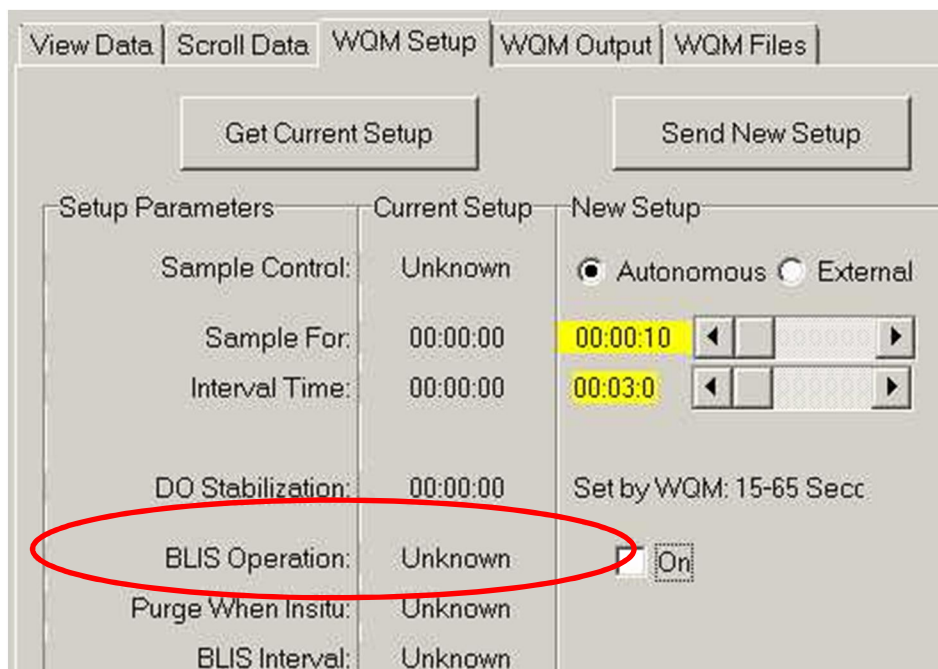 View Data Scroll Data WQM Setup WQM Output WQM Files
Get Current Setup Send New Setup
Setup Parameters Current Setup New Setup
Sample Control: Unknown Autonomous External
Sample For: 00:00:00 00:00:10
Interval Time: 00:00:00 00:03:0
DO Stabilization: 00:00:00 Set by WQM: 15-65 Secc
BLIS Operation: Unknown On
Purge When Insitu: Unknown
BLIS Interval: Unknown